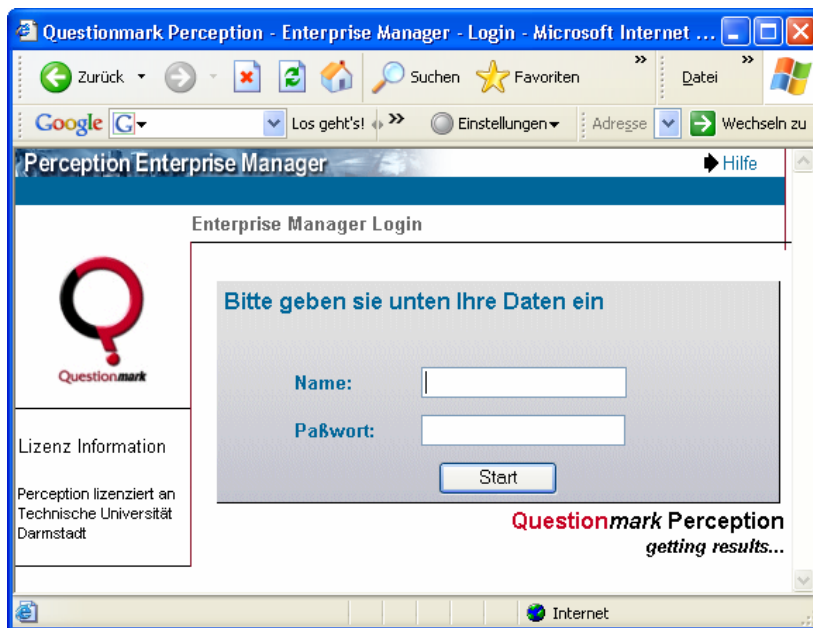 Questionmark Perception - Enterprise Manager - Login - Microsoft Internet ...
Zurück Suchen Favoriten » Datei »
Google G Los geht's! » Einstellungen Adresse Wechseln zu
Perception Enterprise Manager Hilfe
Enterprise Manager Login
Bitte geben sie unten Ihre Daten ein
Name:
Questionmark
Paßwort:
Lizenz Information
Start
Perception lizenziert an
Technische Universität
Darmstadt
Questionmark Perception
getting results...
Internet